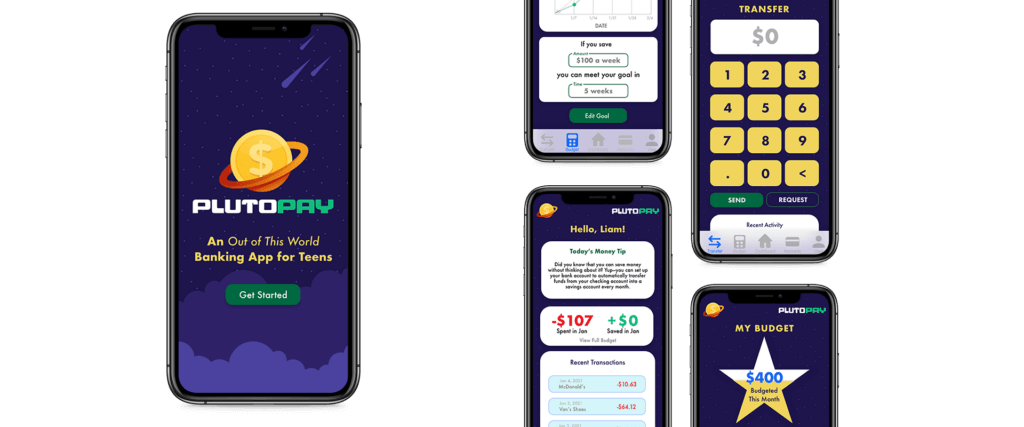 $
PLUTOPAY
An Out of This World
Banking App for Teens
Get Started
1/7
1/14
1/21
DATE
If you save
Amount
$100 a week
you can meet your goal in
Time
5 weeks
Edit Goal
Budget
PLUTOPAY
Hello, Liam!
Today's Money Tip
Did you know that you can save money
without thinking about it? Yup—you can set up
your bank account to automatically transfer
funds from your checking account into a
savings account every month.
-$107 +$0
Spent in Jan Saved in Jan
View Full Budget
Recent Transactions
Jan 6, 2021
McDonald's -$10.63
Jan 5, 2021
Van's Shoes -$64.12
TRANSFER
$0
1 2 3
4 5 6
7 8 9
. 0 <
SEND REQUEST
Recent Activity
Transfer
PLUTOPAY
MY BUDGET
$400
Budgeted
This Month